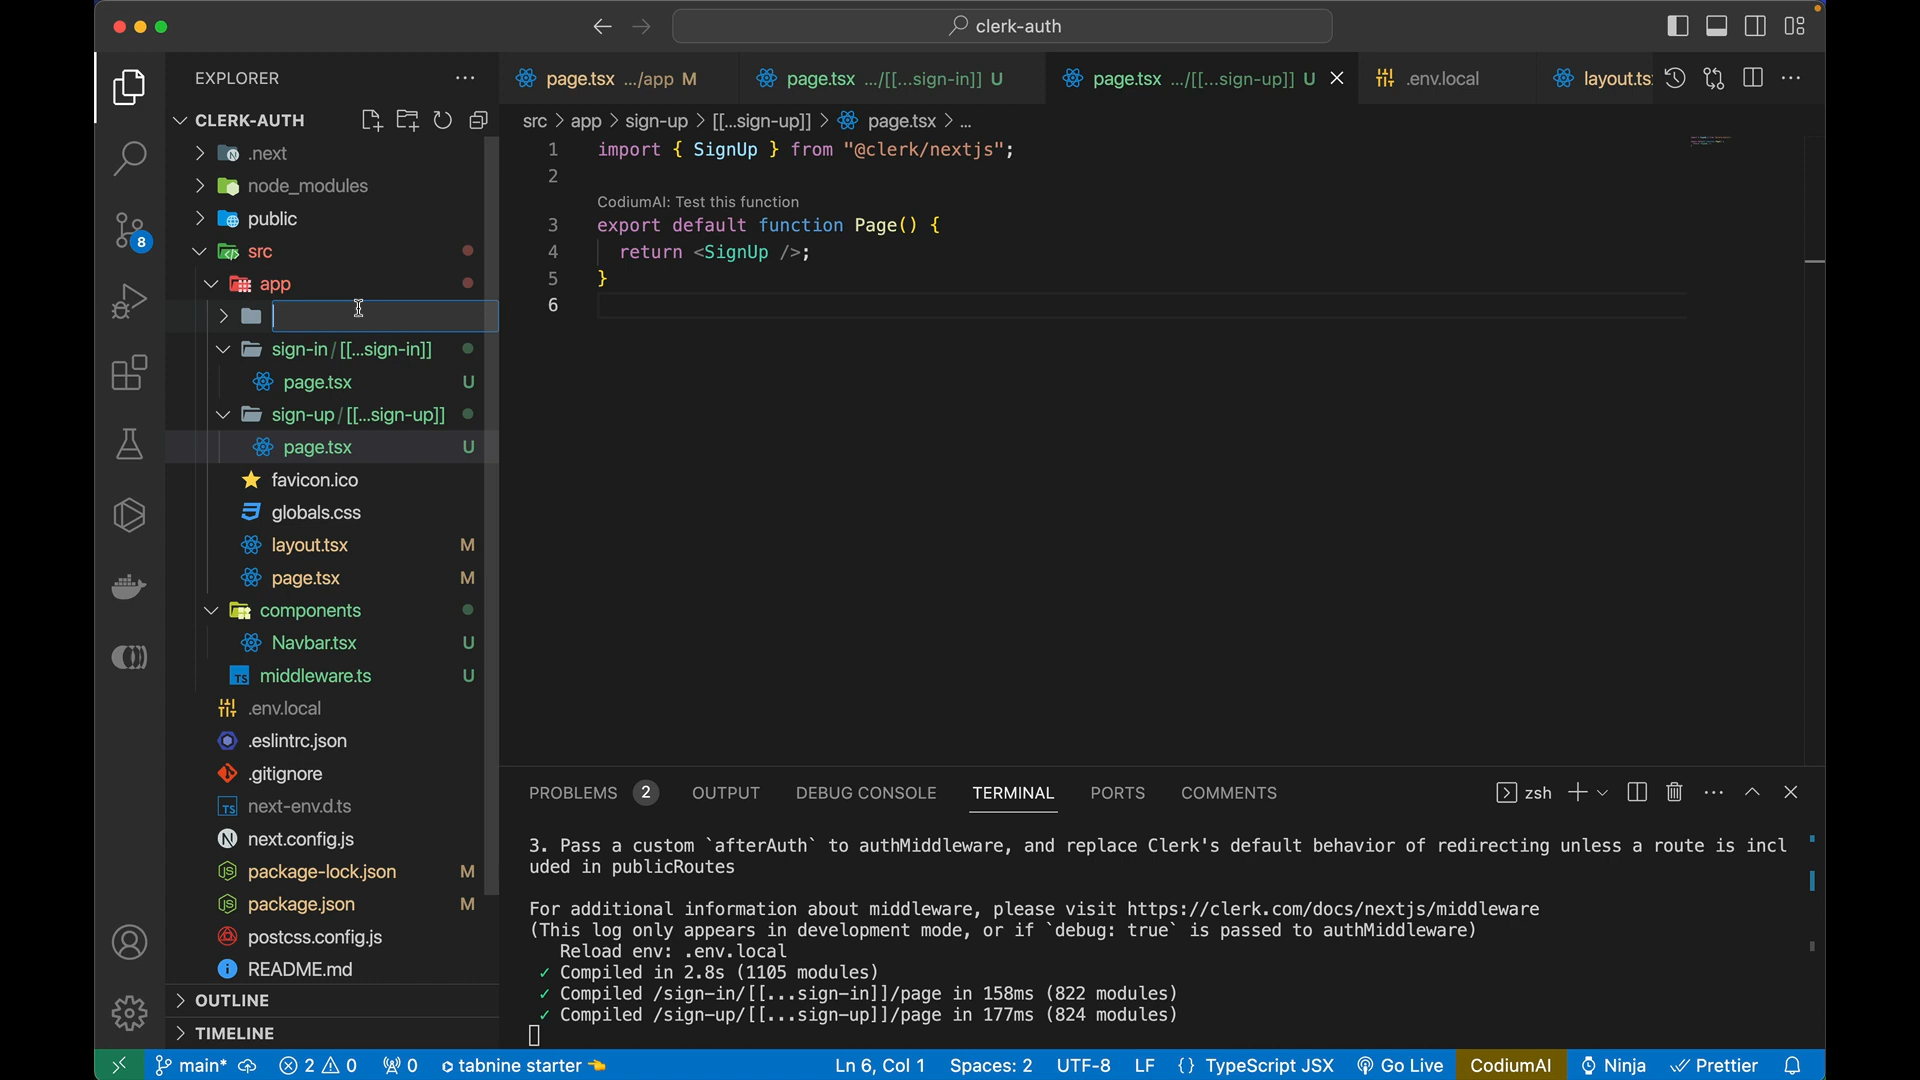 clerk-auth
EXPLORER
CLERK-AUTH
.next
node_modules
public
src
app
sign-in / [[...sign-in]]
page.tsx U
sign-up / [[...sign-up]]
page.tsx U
favicon.ico
globals.css
layout.tsx M
page.tsx M
components
Navbar.tsx U
middleware.ts U
.env.local
.eslintrc.json
.gitignore
next-env.d.ts
next.config.js
package-lock.json M
package.json M
postcss.config.js
README.md
OUTLINE
TIMELINE
8
page.tsx .../app M
page.tsx .../[[...sign-in]] U
page.tsx .../[[...sign-up]] U
.env.local
layout.ts
src > app > sign-up > [[...sign-up]] > page.tsx > ...
1 import { SignUp } from "@clerk/nextjs";
2
CodiumAI: Test this function
3 export default function Page() {
4 return <SignUp />;
5 }
6
PROBLEMS 2 OUTPUT DEBUG CONSOLE TERMINAL PORTS COMMENTS
zsh
3. Pass a custom `afterAuth` to authMiddleware, and replace Clerk's default behavior of redirecting unless a route is incl
uded in publicRoutes
For additional information about middleware, please visit https://clerk.com/docs/nextjs/middleware
(This log only appears in development mode, or if `debug: true` is passed to authMiddleware)
Reload env: .env.local
✓ Compiled in 2.8s (1105 modules)
✓ Compiled /sign-in/[[...sign-in]]/page in 158ms (822 modules)
✓ Compiled /sign-up/[[...sign-up]]/page in 177ms (824 modules)
main* 2 0 0 tabnine starter Ln 6, Col 1 Spaces: 2 UTF-8 LF {} TypeScript JSX Go Live CodiumAI Ninja Prettier